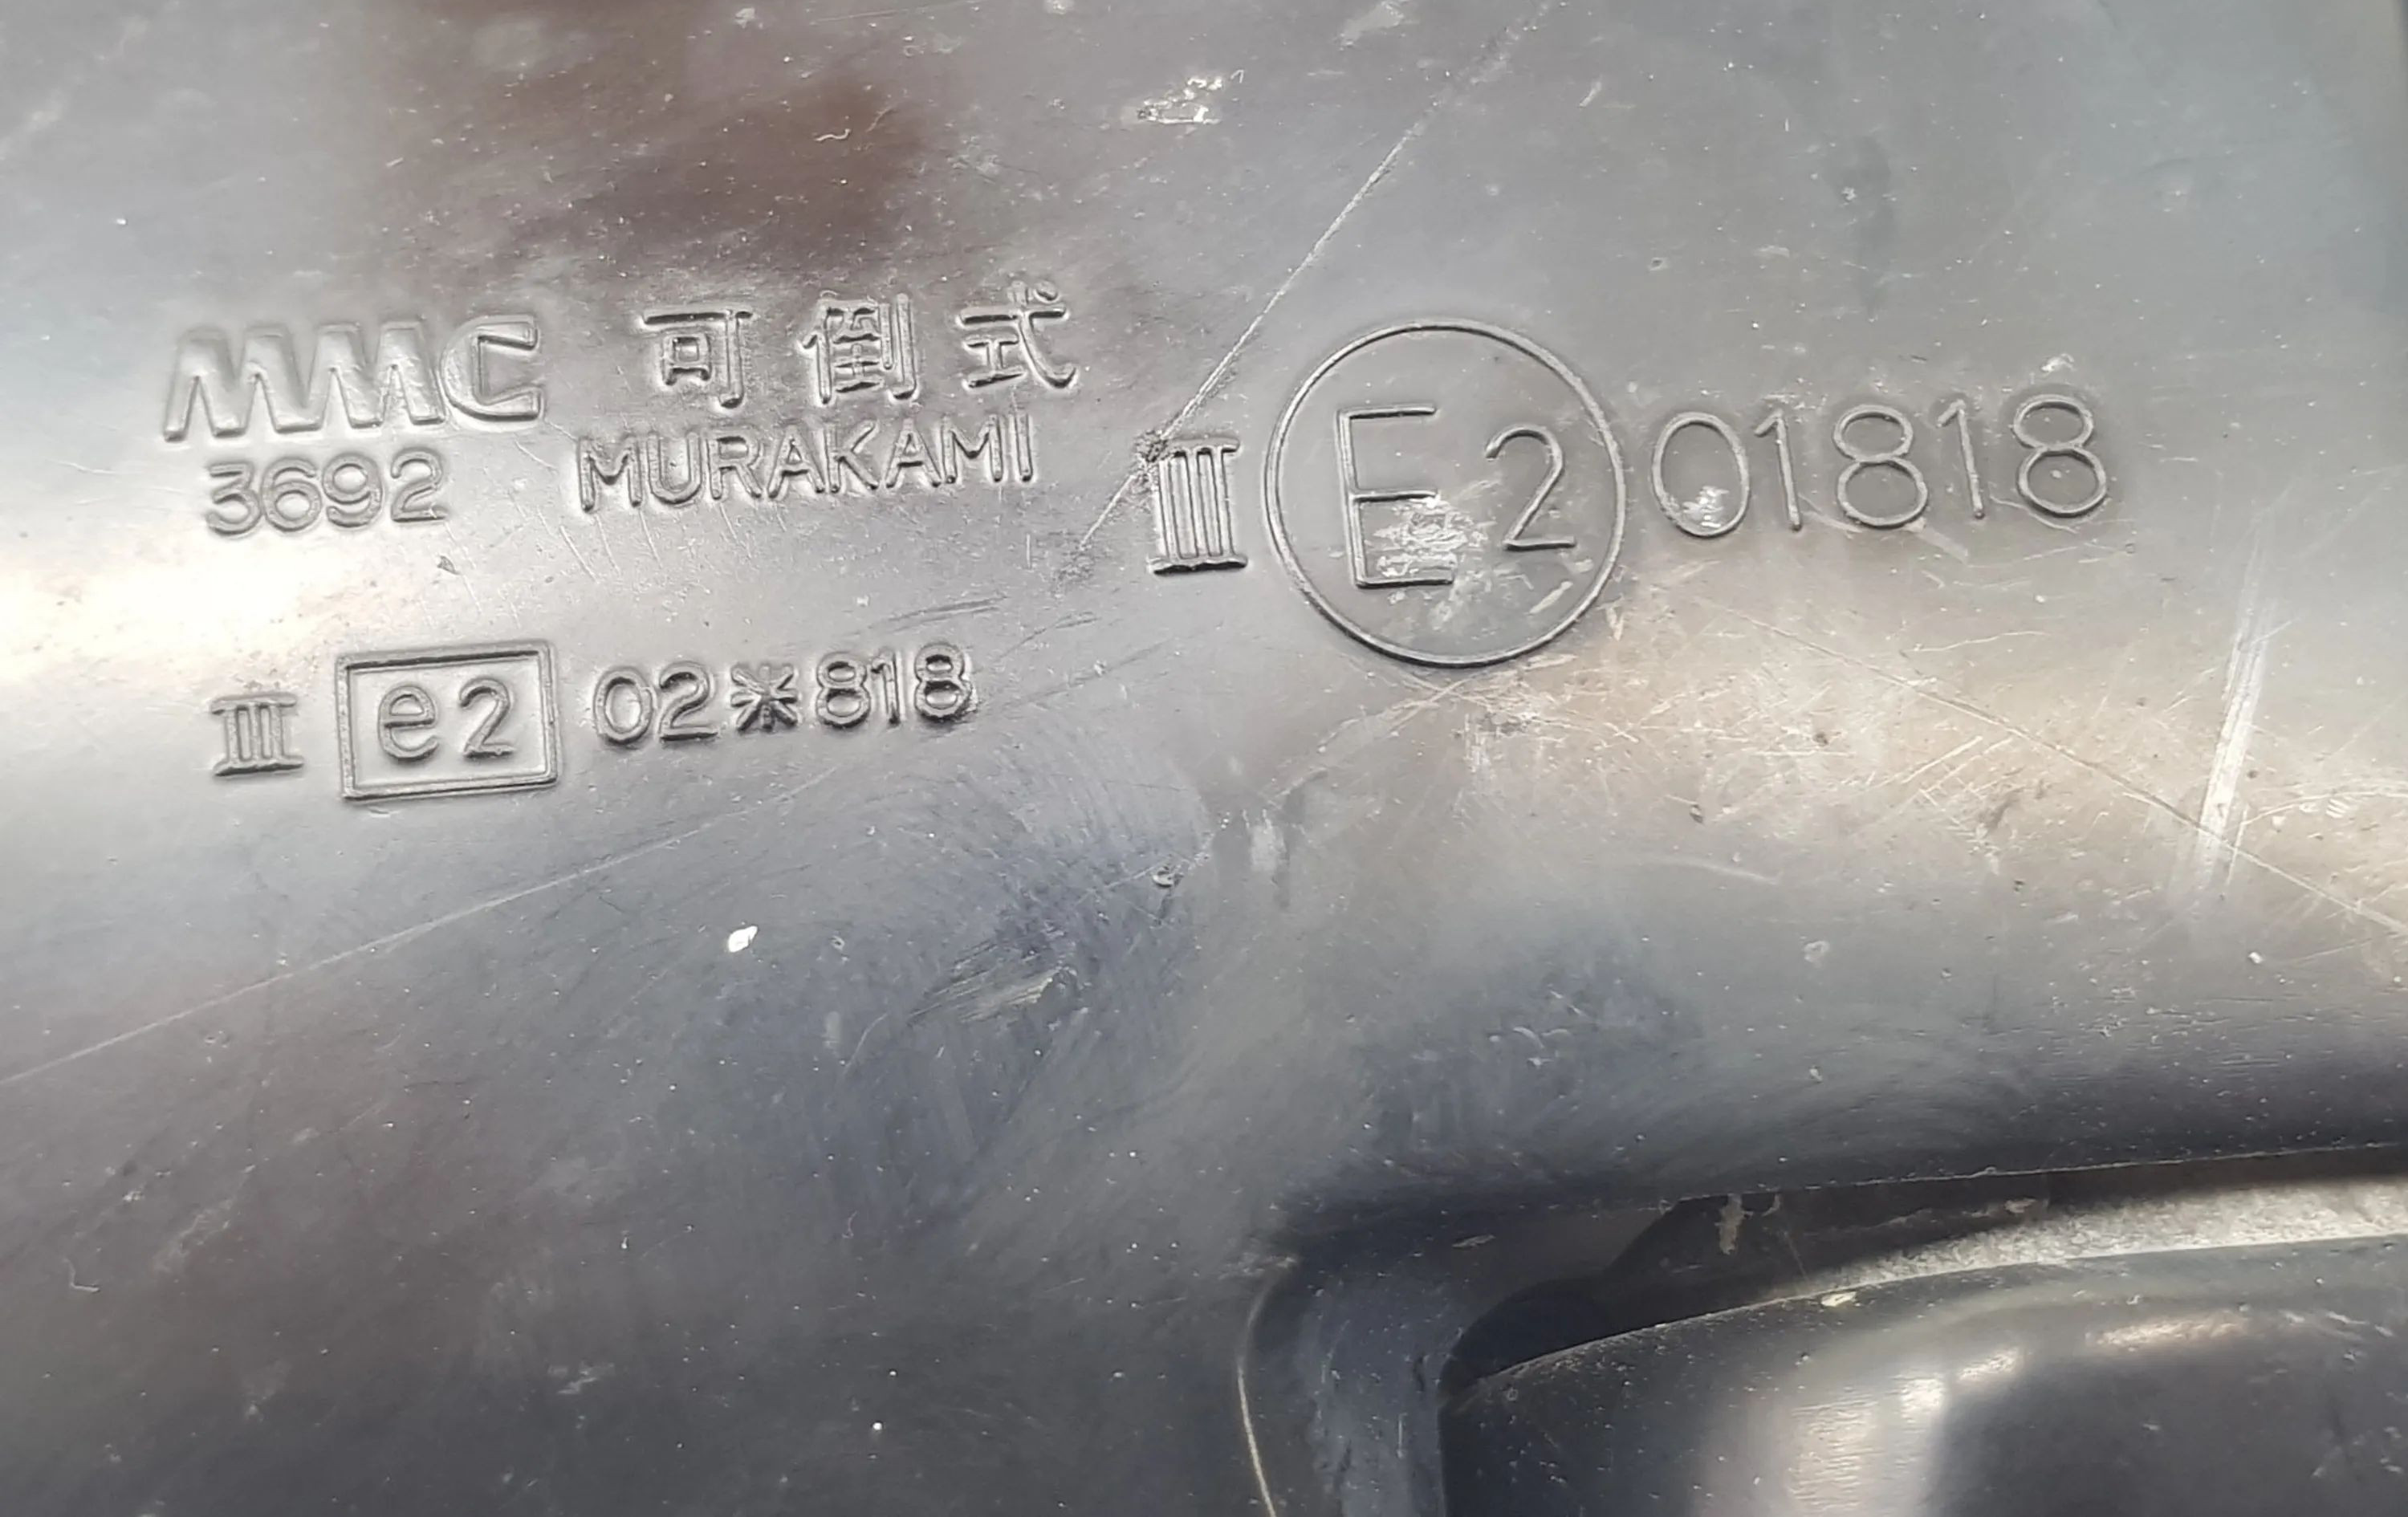 MMC 可倒式
3692 MURAKAMI
III E2 01818
III e2 02*818